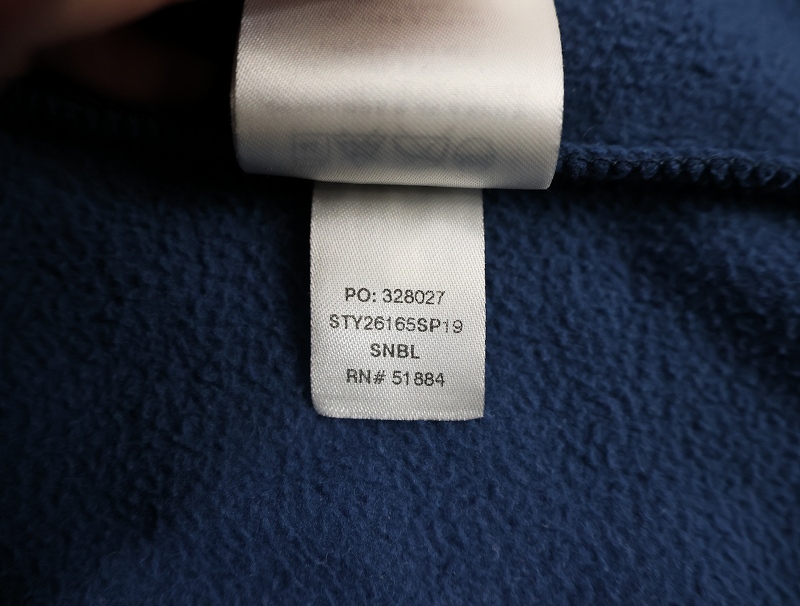 PO: 328027
STY26165SP19
SNBL
RN# 51884